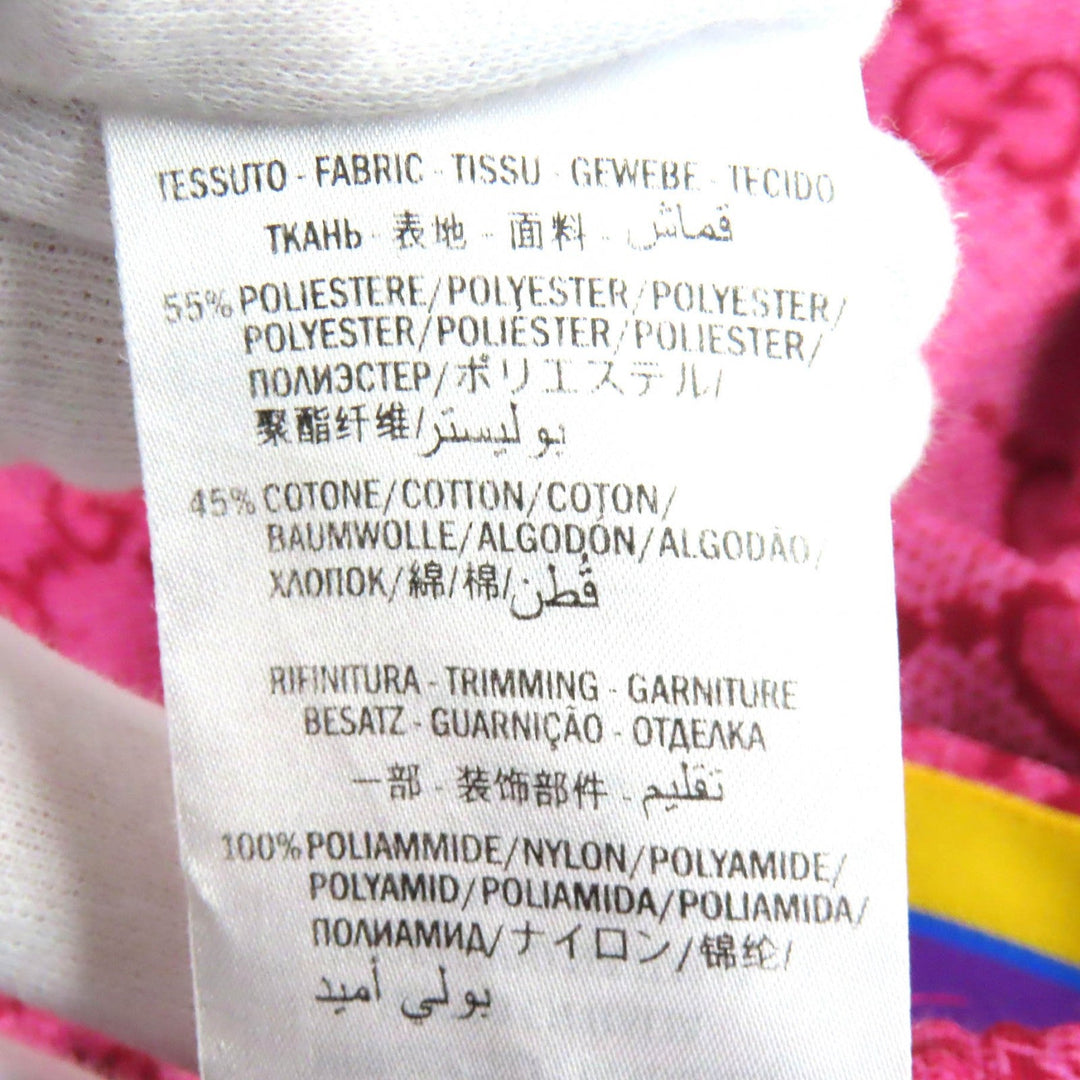 TESSUTO - FABRIC - TISSU - GEWEBE - TECIDO
ТКАНЬ - 表地 - 面料 - قماش
55% POLIESTERE/POLYESTER/POLYESTER/
POLYESTER/POLIÉSTER/POLIESTER/
ПОЛИЭСТЕР/ポリエステル/
聚酯纤维/بوليستر
45% COTONE/COTTON/COTON/
BAUMWOLLE/ALGODÓN/ALGODÃO/
ХЛОПОК/綿/棉/قُطن
RIFINITURA - TRIMMING - GARNITURE
BESATZ - GUARNIÇÃO - ОТДЕЛКА
一部 - 装饰部件 - تقليم
100% POLIAMMIDE/NYLON/POLYAMIDE/
POLYAMID/POLIAMIDA/POLIAMIDA/
ПОЛИАМИД/ナイロン/锦纶/
بولي أميد